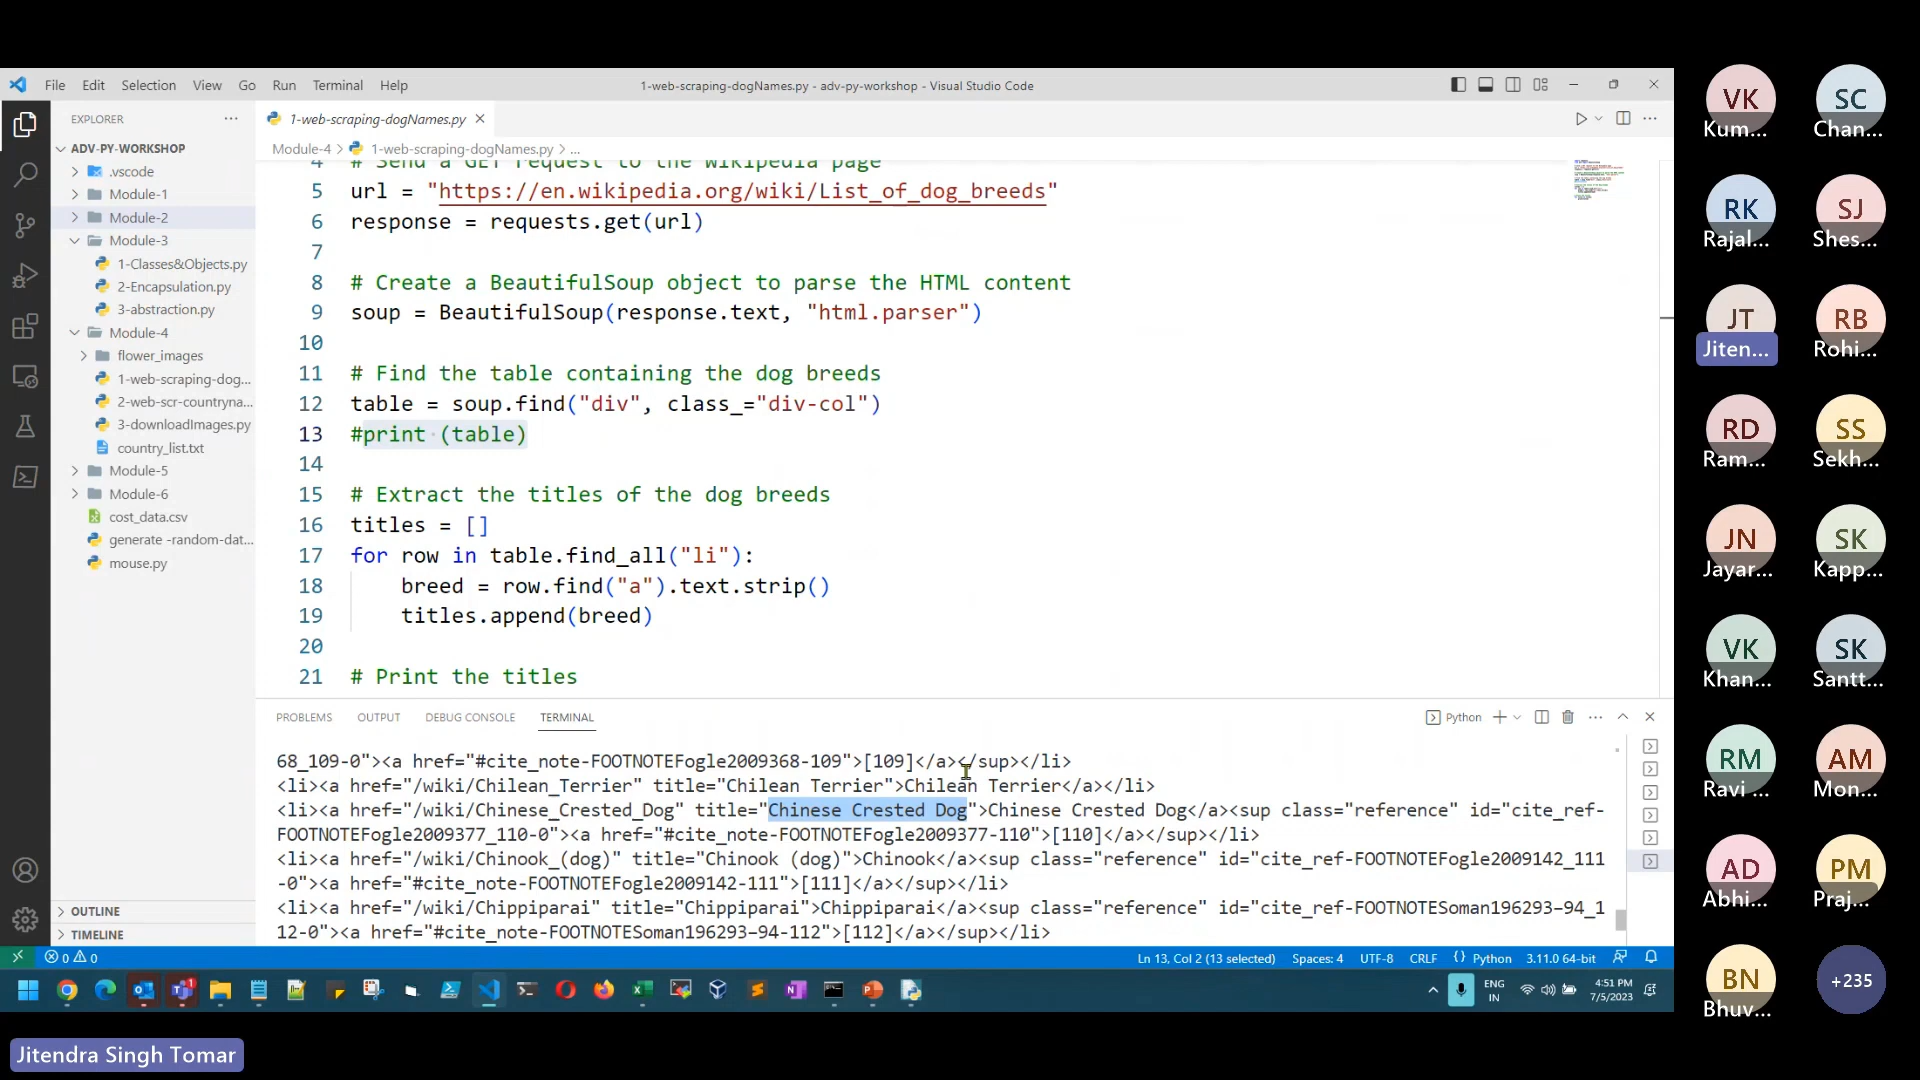 File Edit Selection View Go Run Terminal Help
1-web-scraping-dogNames.py - adv-py-workshop - Visual Studio Code
EXPLORER
ADV-PY-WORKSHOP
.vscode
Module-1
Module-2
Module-3
1-Classes&Objects.py
2-Encapsulation.py
3-abstraction.py
Module-4
flower_images
1-web-scraping-dog...
2-web-scr-countryna...
3-downloadImages.py
country_list.txt
Module-5
Module-6
cost_data.csv
generate -random-dat...
mouse.py
OUTLINE
TIMELINE
1-web-scraping-dogNames.py
Module-4 > 1-web-scraping-dogNames.py > ...
4 # Send a GET request to the Wikipedia page
5 url = "https://en.wikipedia.org/wiki/List_of_dog_breeds"
6 response = requests.get(url)
7
8 # Create a BeautifulSoup object to parse the HTML content
9 soup = BeautifulSoup(response.text, "html.parser")
10
11 # Find the table containing the dog breeds
12 table = soup.find("div", class_="div-col")
13 #print (table)
14
15 # Extract the titles of the dog breeds
16 titles = []
17 for row in table.find_all("li"):
18 breed = row.find("a").text.strip()
19 titles.append(breed)
20
21 # Print the titles
PROBLEMS OUTPUT DEBUG CONSOLE TERMINAL
Python
68_109-0"><a href="#cite_note-FOOTNOTEFogle2009368-109">[109]</a></sup></li>
<li><a href="/wiki/Chilean_Terrier" title="Chilean Terrier">Chilean Terrier</a></li>
<li><a href="/wiki/Chinese_Crested_Dog" title="Chinese Crested Dog">Chinese Crested Dog</a><sup class="reference" id="cite_ref-
FOOTNOTEFogle2009377_110-0"><a href="#cite_note-FOOTNOTEFogle2009377-110">[110]</a></sup></li>
<li><a href="/wiki/Chinook_(dog)" title="Chinook (dog)">Chinook</a><sup class="reference" id="cite_ref-FOOTNOTEFogle2009142_111
-0"><a href="#cite_note-FOOTNOTEFogle2009142-111">[111]</a></sup></li>
<li><a href="/wiki/Chippiparai" title="Chippiparai">Chippiparai</a><sup class="reference" id="cite_ref-FOOTNOTESoman196293–94_1
12-0"><a href="#cite_note-FOOTNOTESoman196293–94-112">[112]</a></sup></li>
0 0
Ln 13, Col 2 (13 selected) Spaces: 4 UTF-8 CRLF {} Python 3.11.0 64-bit
ENG
IN
4:51 PM
7/5/2023
VK
Kum...
SC
Chan...
RK
Rajal...
SJ
Shes...
JT
Jiten...
RB
Rohi...
RD
Ram...
SS
Sekh...
JN
Jayar...
SK
Kapp...
VK
Khan...
SK
Santt...
RM
Ravi ...
AM
Mon...
AD
Abhi...
PM
Praj...
BN
Bhuv...
+235
Jitendra Singh Tomar